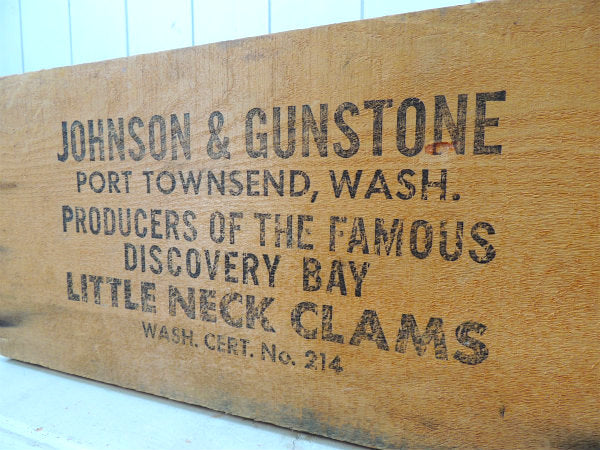 JOHNSON & GUNSTONE
PORT TOWNSEND, WASH.
PRODUCERS OF THE FAMOUS
DISCOVERY BAY
LITTLE NECK CLAMS
WASH. CERT. No. 214